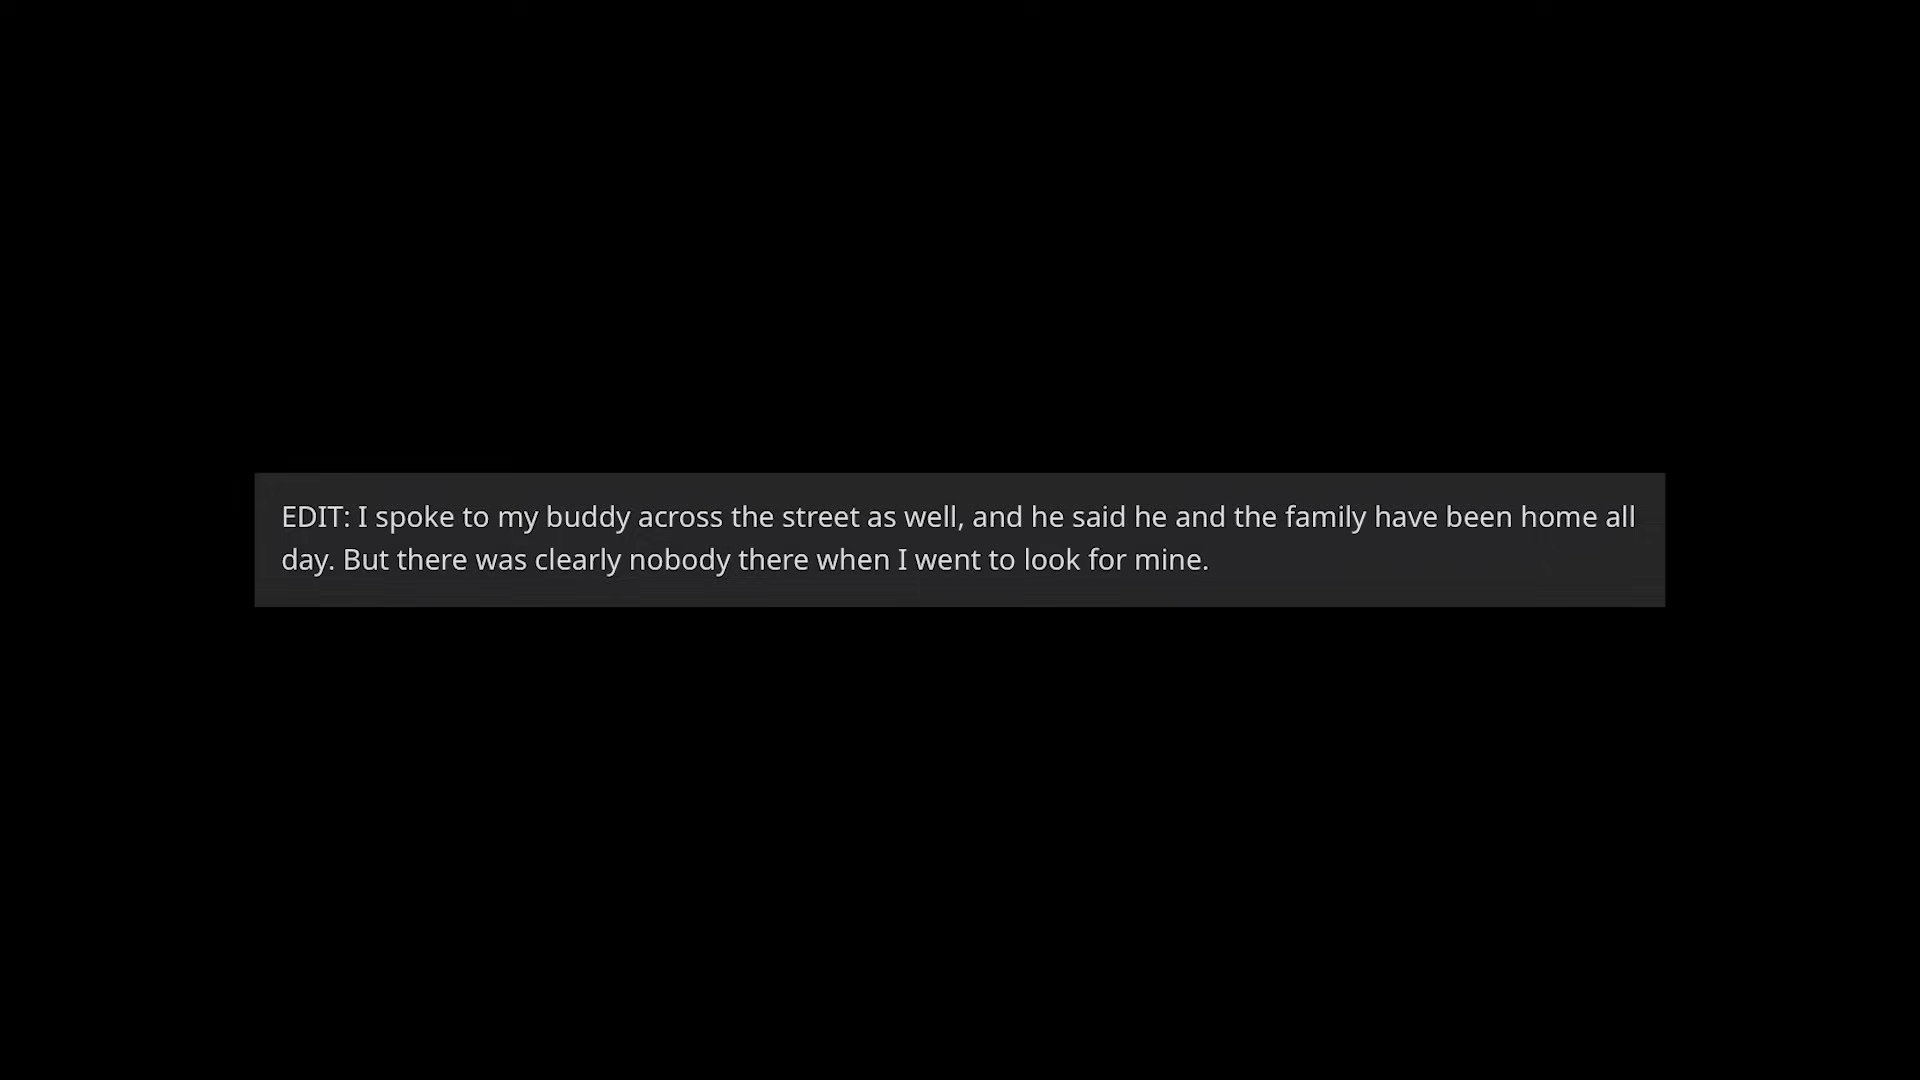 EDIT: I spoke to my buddy across the street as well, and he said he and the family have been home all
day. But there was clearly nobody there when I went to look for mine.